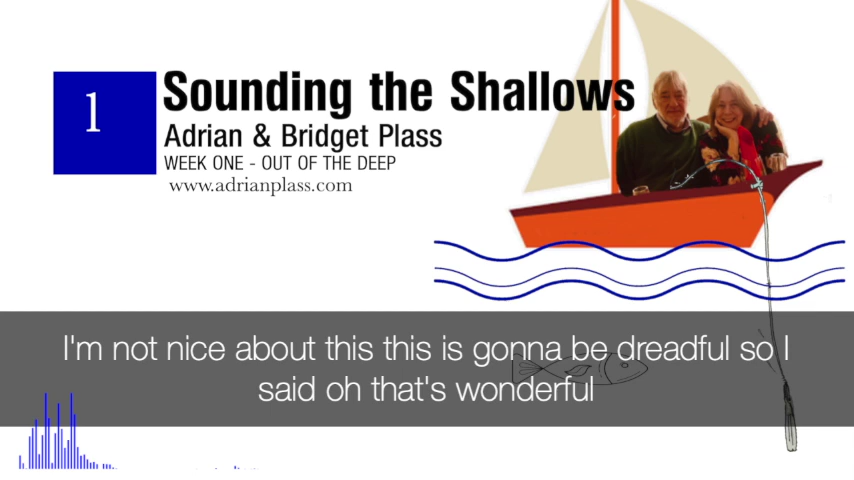 1
Sounding the Shallows
Adrian & Bridget Plass
WEEK ONE - OUT OF THE DEEP
www.adrianplass.com
I'm not nice about this this is gonna be dreadful so I
said oh that's wonderful